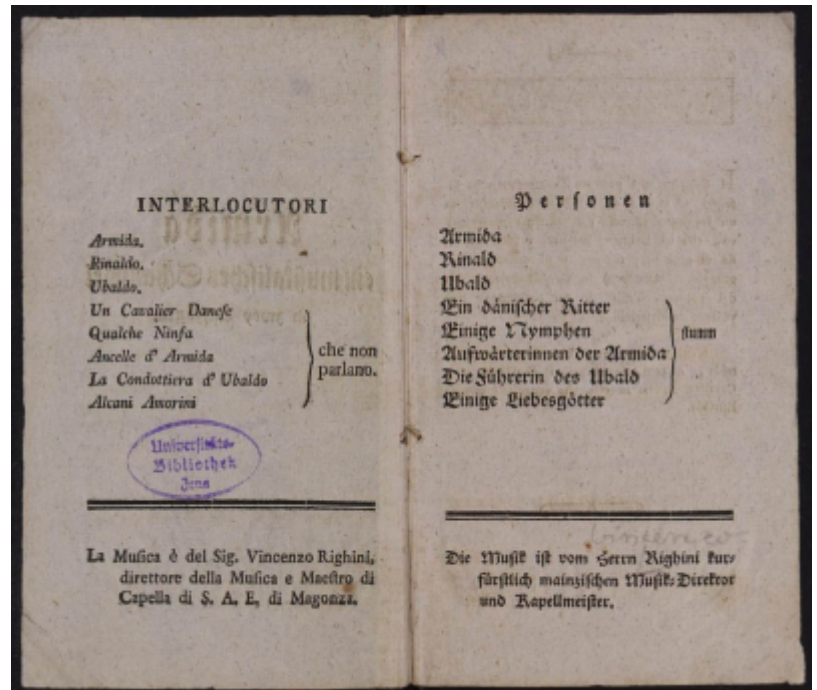 INTERLOCUTORI
Armida.
Rinaldo.
Ubaldo.
Un Cavalier Daneſe
Qualche Ninfa
Ancelle d' Armida
La Condottiera d' Ubaldo
Alcuni Amorini
che non
parlano.
Universitäts-
Bibliothek
Jena
La Muſica è del Sig. Vincenzo Righini,
direttore della Muſica e Maeſtro di
Capella di S. A. E. di Magonza.
Perſonen
Armida
Rinald
Ubald
Ein däniſcher Ritter
Einige Nymphen
Aufwärterinnen der Armida
Die Führerin des Ubald
Einige Liebesgötter
ſtumm
Vincenzo
Die Muſik iſt vom Herrn Righini kur-
fürſtlich mainziſchen Muſik-Direktor
und Kapellmeiſter.